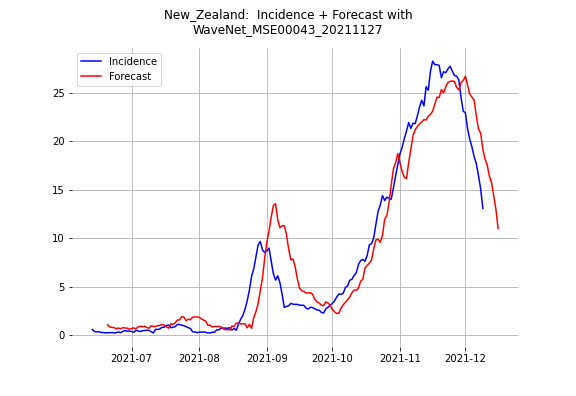 New_Zealand:  Incidence + Forecast with
WaveNet_MSE00043_20211127
Incidence
Forecast
25
20
15
10
5
0
2021-07 2021-08 2021-09 2021-10 2021-11 2021-12